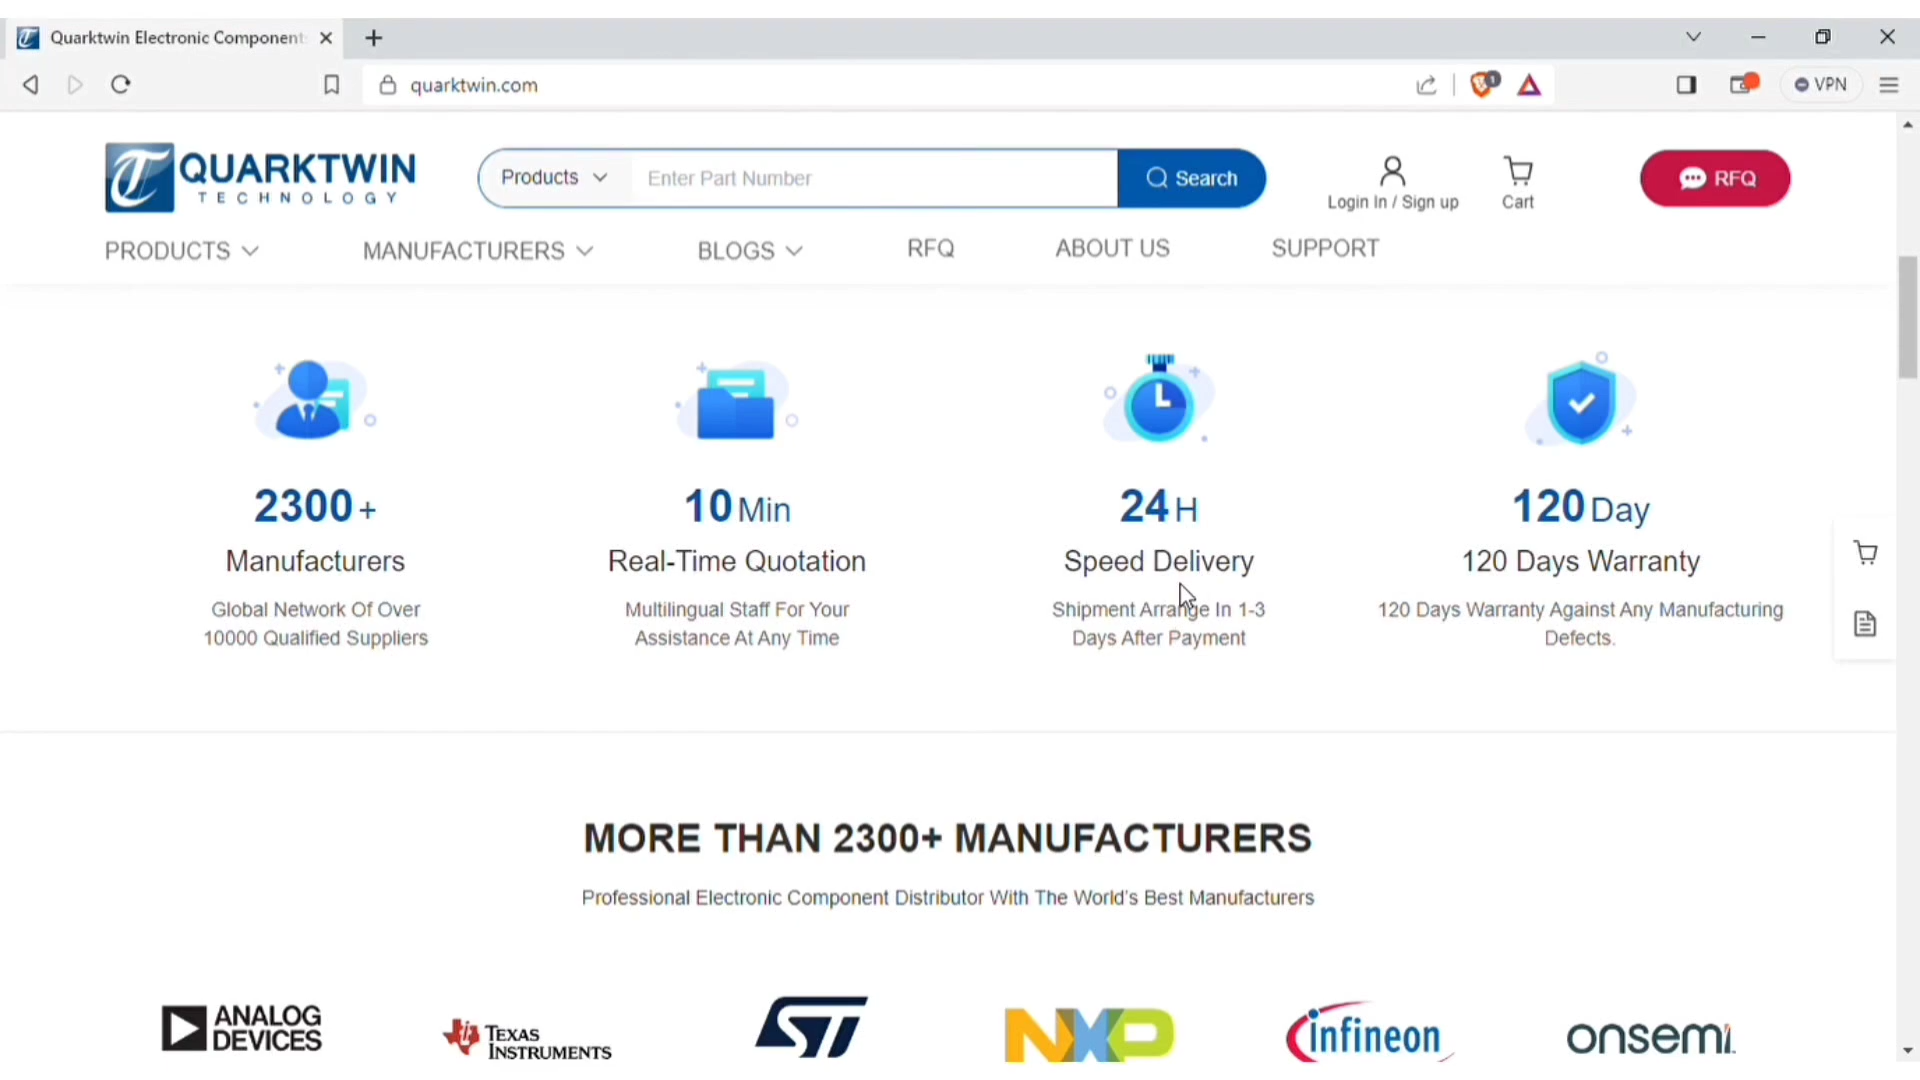 Quarktwin Electronic Component
quarktwin.com
1
VPN
QUARKTWIN
TECHNOLOGY
Products
Enter Part Number
Search
Login In / Sign up
Cart
RFQ
PRODUCTS
MANUFACTURERS
BLOGS
RFQ
ABOUT US
SUPPORT
2300 +
Manufacturers
Global Network Of Over
10000 Qualified Suppliers
10 Min
Real-Time Quotation
Multilingual Staff For Your
Assistance At Any Time
24 H
Speed Delivery
Shipment Arrange In 1-3
Days After Payment
120 Day
120 Days Warranty
120 Days Warranty Against Any Manufacturing
Defects.
MORE THAN 2300+ MANUFACTURERS
Professional Electronic Component Distributor With The World's Best Manufacturers
ANALOG
DEVICES
TEXAS
INSTRUMENTS
ST
NXP
infineon
onsemi